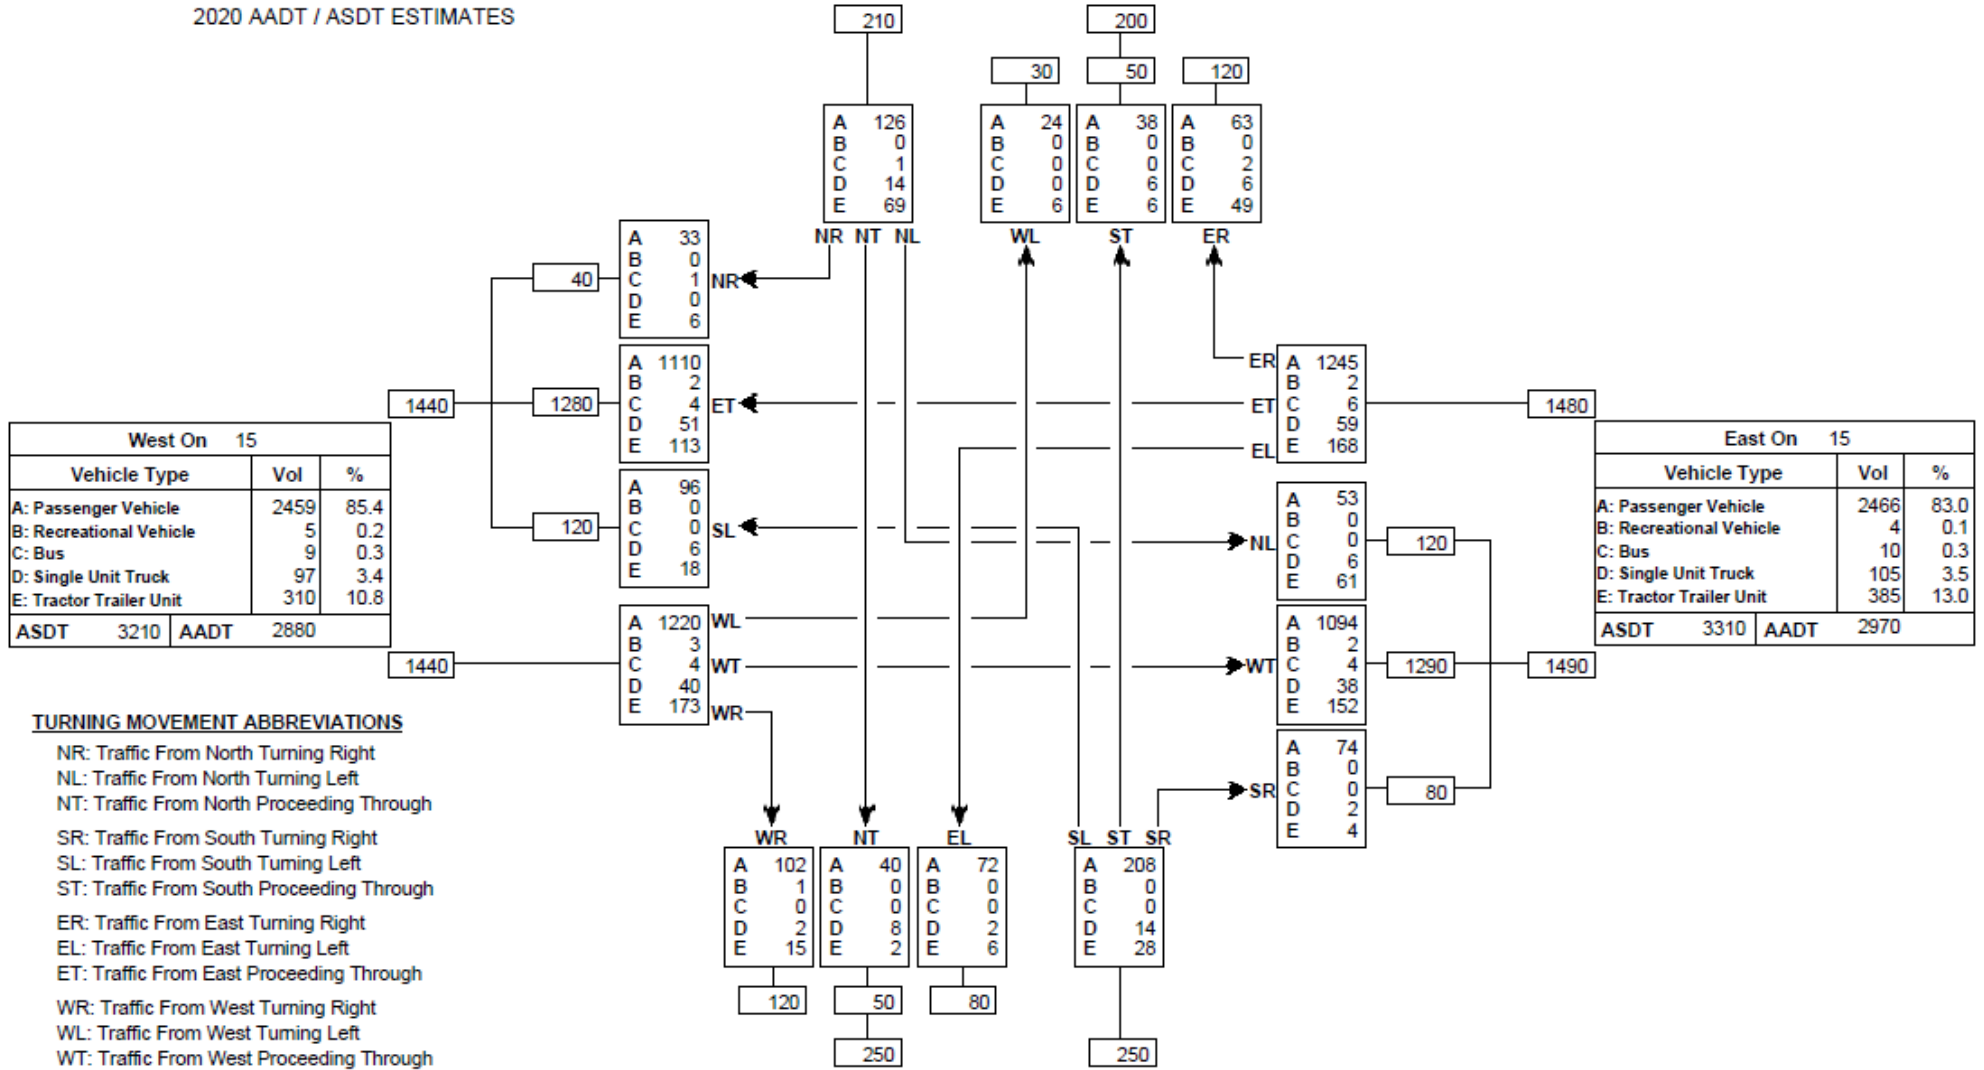 2020 AADT / ASDT ESTIMATES
210
200
30
50
120
A 126
B 0
C 1
D 14
E 69
A 24
B 0
C 0
D 0
E 6
A 38
B 0
C 0
D 6
E 6
A 63
B 0
C 2
D 6
E 49
NR NT NL
WL
ST
ER
40
A 33
B 0
C 1
D 0
E 6
NR
1440
1280
A 1110
B 2
C 4
D 51
E 113
ET
120
A 96
B 0
C 0
D 6
E 18
SL
1440
A 1220
B 3
C 4
D 40
E 173
WL
WT
WR
ER
ET
EL
A 1245
B 2
C 6
D 59
E 168
1480
NL
A 53
B 0
C 0
D 6
E 61
120
WT
A 1094
B 2
C 4
D 38
E 152
1290
1490
SR
A 74
B 0
C 0
D 2
E 4
80
West On 15
Vehicle Type Vol %
A: Passenger Vehicle 2459 85.4
B: Recreational Vehicle 5 0.2
C: Bus 9 0.3
D: Single Unit Truck 97 3.4
E: Tractor Trailer Unit 310 10.8
ASDT 3210 AADT 2880
East On 15
Vehicle Type Vol %
A: Passenger Vehicle 2466 83.0
B: Recreational Vehicle 4 0.1
C: Bus 10 0.3
D: Single Unit Truck 105 3.5
E: Tractor Trailer Unit 385 13.0
ASDT 3310 AADT 2970
TURNING MOVEMENT ABBREVIATIONS
NR: Traffic From North Turning Right
NL: Traffic From North Turning Left
NT: Traffic From North Proceeding Through
SR: Traffic From South Turning Right
SL: Traffic From South Turning Left
ST: Traffic From South Proceeding Through
ER: Traffic From East Turning Right
EL: Traffic From East Turning Left
ET: Traffic From East Proceeding Through
WR: Traffic From West Turning Right
WL: Traffic From West Turning Left
WT: Traffic From West Proceeding Through
WR
NT
EL
SL ST SR
A 102
B 1
C 0
D 2
E 15
A 40
B 0
C 0
D 8
E 2
A 72
B 0
C 0
D 2
E 6
A 208
B 0
C 0
D 14
E 28
120
50
80
250
250